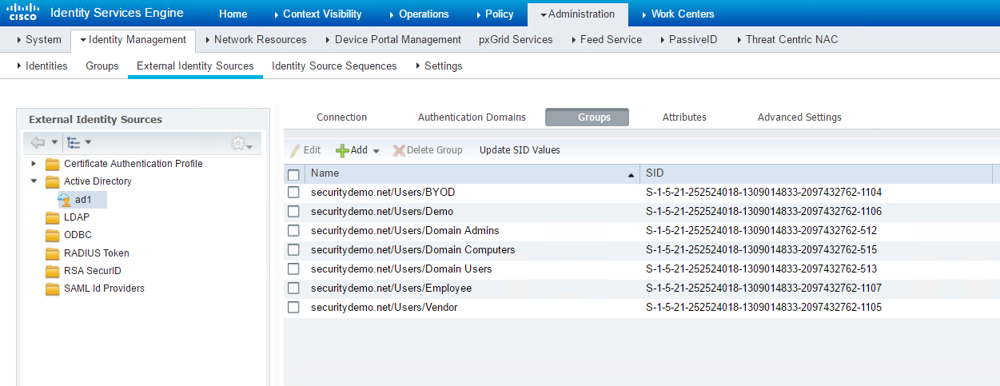 CISCO Identity Services Engine Home Context Visibility Operations Policy Administration Work Centers
System Identity Management Network Resources Device Portal Management pxGrid Services Feed Service PassiveID Threat Centric NAC
Identities Groups External Identity Sources Identity Source Sequences Settings
External Identity Sources
Certificate Authentication Profile
Active Directory
ad1
LDAP
ODBC
RADIUS Token
RSA SecurID
SAML Id Providers
Connection Authentication Domains Groups Attributes Advanced Settings
Edit Add Delete Group Update SID Values
Name SID
securitydemo.net/Users/BYOD S-1-5-21-252524018-1309014833-2097432762-1104
securitydemo.net/Users/Demo S-1-5-21-252524018-1309014833-2097432762-1106
securitydemo.net/Users/Domain Admins S-1-5-21-252524018-1309014833-2097432762-512
securitydemo.net/Users/Domain Computers S-1-5-21-252524018-1309014833-2097432762-515
securitydemo.net/Users/Domain Users S-1-5-21-252524018-1309014833-2097432762-513
securitydemo.net/Users/Employee S-1-5-21-252524018-1309014833-2097432762-1107
securitydemo.net/Users/Vendor S-1-5-21-252524018-1309014833-2097432762-1105